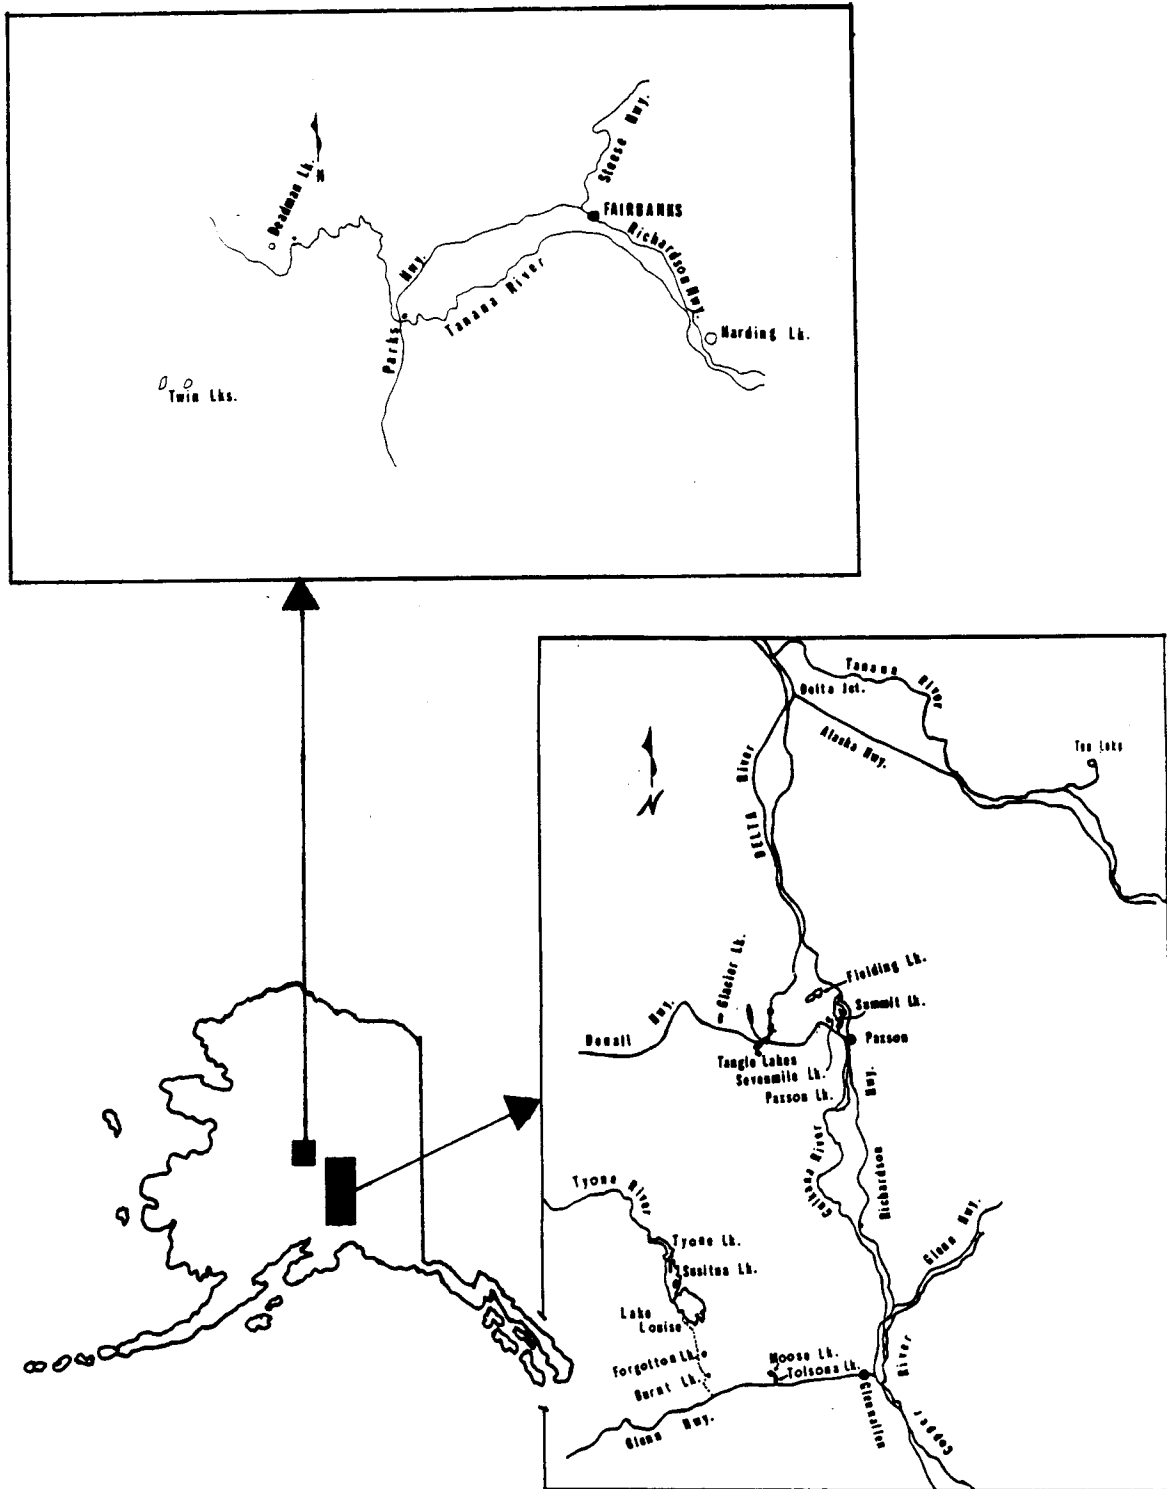 Steese Hwy.
Deadman Lk.
N
FAIRBANKS
Richardson Hwy.
Parks Hwy.
Tanana River
Harding Lk.
Twin Lks.
Tanana River
Delta Jct.
Alaska Hwy.
River
DELTA
N
Glacier Lk.
Fielding Lk.
Summit Lk.
Denali Hwy.
Paxson
Tangle Lakes
Sevenmile Lk.
Paxson Lk.
Hwy.
Richardson
Gulkana River
Tyone River
Glenn Hwy.
Tyone Lk.
Susitna Lk.
Lake
Louise
Forgotton Lk.
Moose Lk.
Tolsona Lk.
Burnt Lk.
River
Glennallen
Copper
Glenn Hwy.